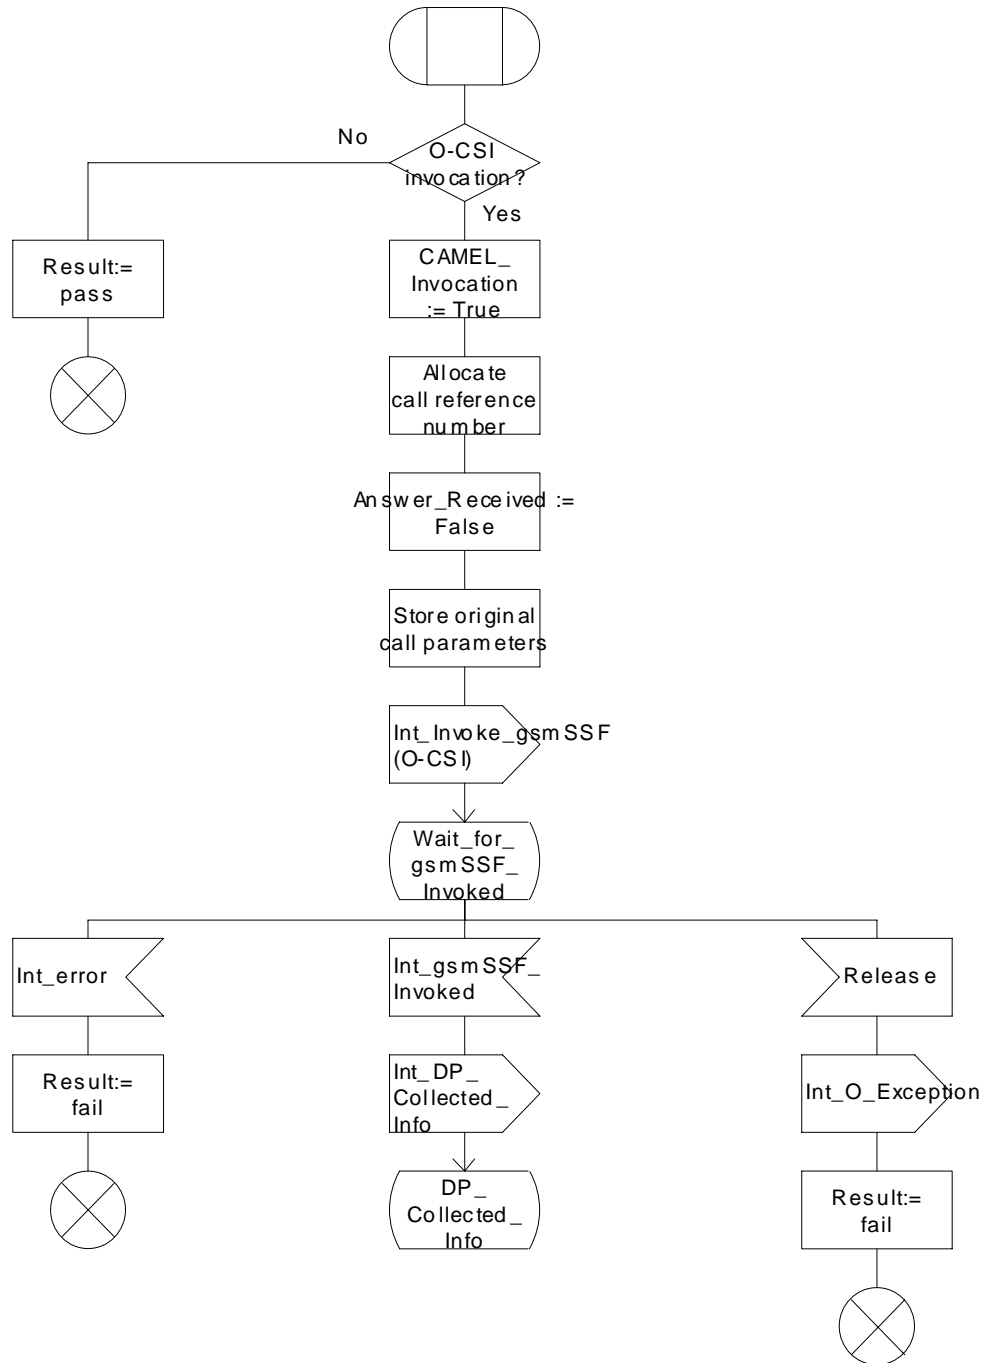 No
O-CSI
invocation?
Yes
Result:=
pass
CAMEL_
Invocation
:= True
Allocate
call reference
number
Answer_Received :=
False
Store original
call parameters
Int_Invoke_gsmSSF
(O-CSI)
Wait_for_
gsmSSF_
Invoked
Int_error
Int_gsmSSF_
Invoked
Release
Result:=
fail
Int_DP_
Collected_
Info
Int_O_Exception
DP_
Collected_
Info
Result:=
fail